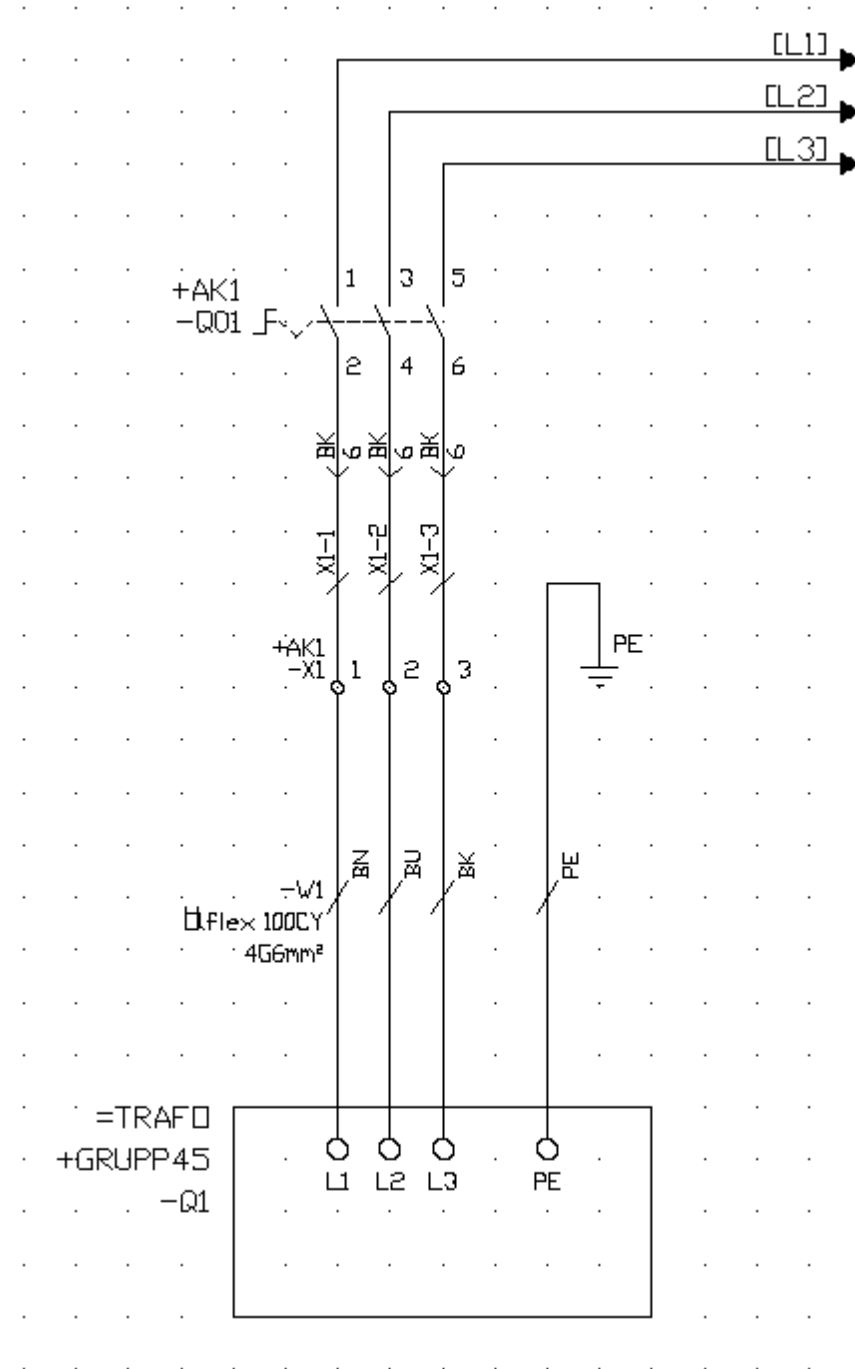 [L1]
[L2]
[L3]
1 3 5
+AK1
-Q01
2 4 6
BK 6 BK 6 BK 6
X1-1 X1-2 X1-3
PE
+AK1
-X1 1 2 3
BN BU BK PE
-W1
Ölflex 100CY
4G6mm²
=TRAFO
+GRUPP45
-Q1
L1 L2 L3 PE